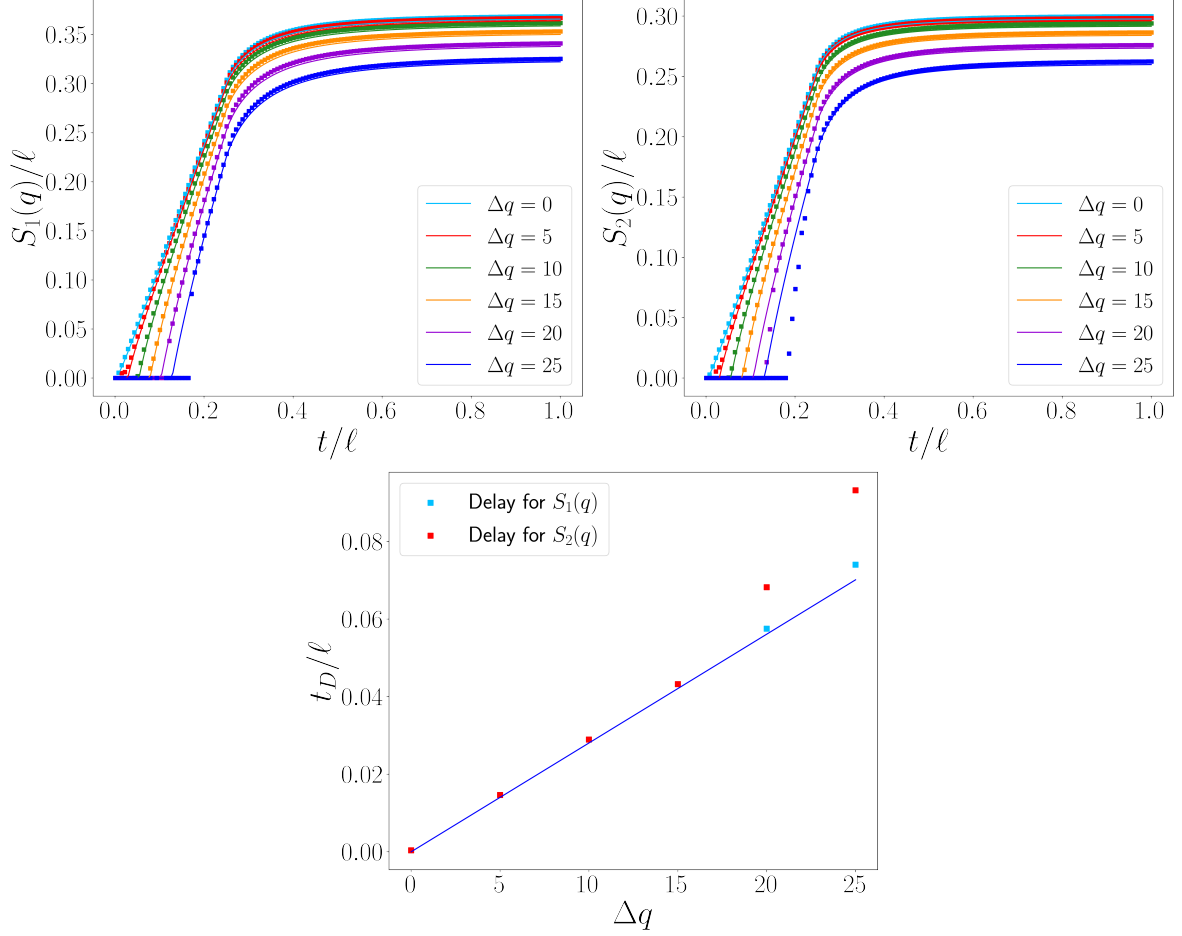 S₁(q)/ℓ
0.35
0.30
0.25
0.20
0.15
0.10
0.05
0.00
Δq = 0
Δq = 5
Δq = 10
Δq = 15
Δq = 20
Δq = 25
0.0 0.2 0.4 0.6 0.8 1.0
t/ℓ
S₂(q)/ℓ
0.30
0.25
0.20
0.15
0.10
0.05
0.00
Δq = 0
Δq = 5
Δq = 10
Δq = 15
Δq = 20
Δq = 25
0.0 0.2 0.4 0.6 0.8 1.0
t/ℓ
Delay for S₁(q)
Delay for S₂(q)
t_D/ℓ
0.08
0.06
0.04
0.02
0.00
0 5 10 15 20 25
Δq